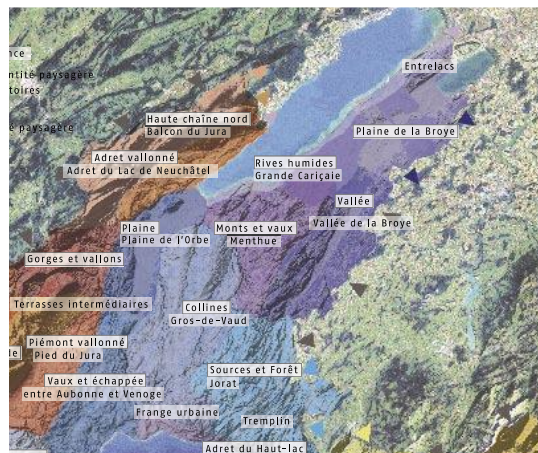 nce
Entrelacs
ntité paysagère
toires
Haute chaîne nord
Balcon du Jura
é paysagère
Plaine de la Broye
Adret vallonné
Adret du Lac de Neuchâtel
Rives humides
Grande Cariçaie
Vallée
Vallée de la Broye
Plaine
Plaine de l'Orbe
Monts et vaux
Menthue
Gorges et vallons
Terrasses intermédiaires
Collines
Gros-de-Vaud
Piémont vallonné
Pied du Jura
le
Sources et Forêt
Jorat
Vaux et échappée
entre Aubonne et Venoge
Frange urbaine
Tremplin
Adret du Haut-lac